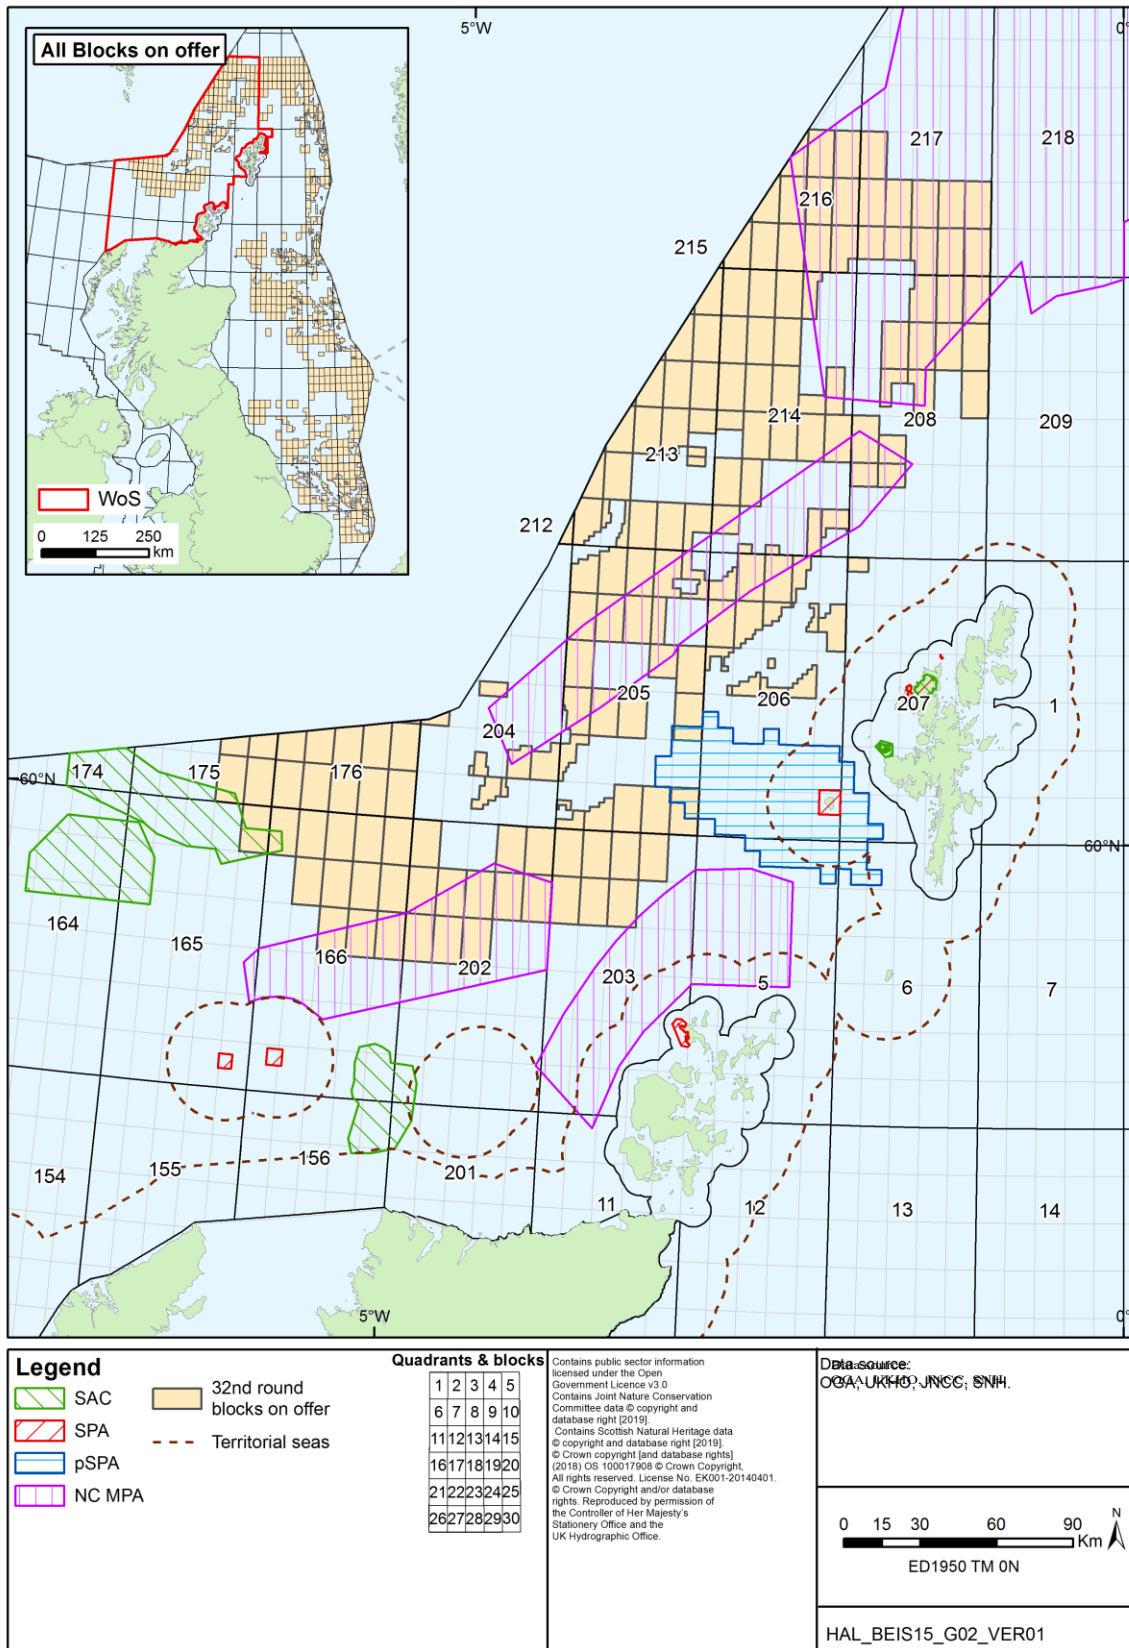 5°W
0°
All Blocks on offer
WoS
0 125 250
km
217
218
216
215
214
208
209
213
212
205
206
204
207
1
60°N
174
175
176
60°N
164
165
166
202
203
5
6
7
154
155
156
201
11
12
13
14
5°W
0°
Legend
SAC
SPA
pSPA
NC MPA
32nd round
blocks on offer
Territorial seas
Quadrants & blocks
1 2 3 4 5
6 7 8 9 10
11 12 13 14 15
16 17 18 19 20
21 22 23 24 25
26 27 28 29 30
Contains public sector information
licensed under the Open
Government Licence v3.0
Contains Joint Nature Conservation
Committee data © copyright and
database right [2019].
Contains Scottish Natural Heritage data
© copyright and database right [2019].
© Crown copyright [and database rights]
(2018) OS 100017908 © Crown Copyright,
All rights reserved. License No. EK001-20140401.
© Crown Copyright and/or database
rights. Reproduced by permission of
the Controller of Her Majesty's
Stationery Office and the
UK Hydrographic Office.
Data source:
OGA, UKHO, JNCC, SNH.
N
0 15 30 60 90
Km
ED1950 TM 0N
HAL_BEIS15_G02_VER01